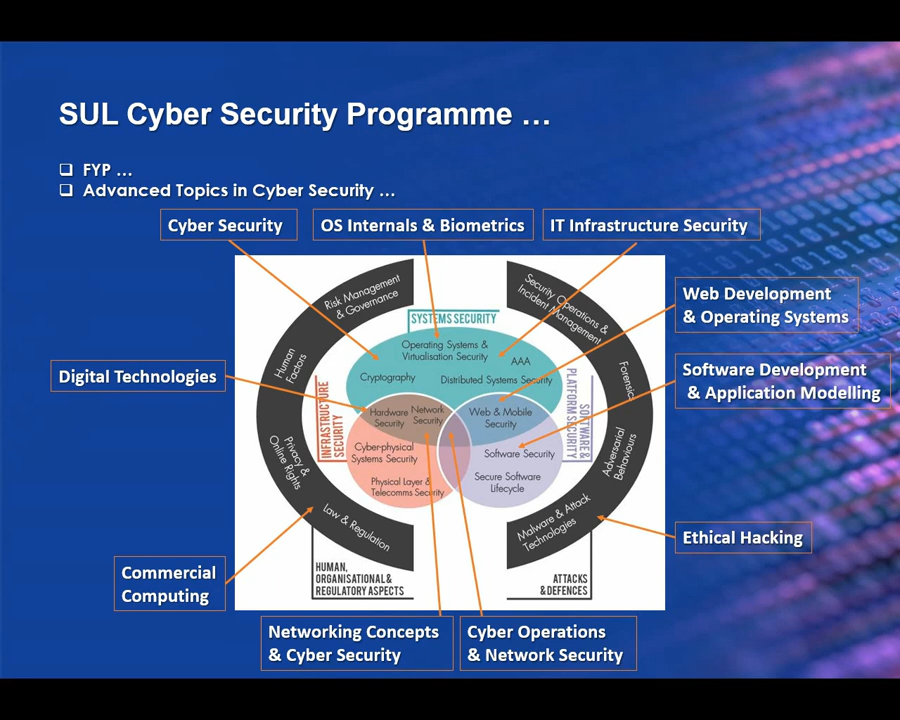 SUL Cyber Security Programme …
❑ FYP …
❑ Advanced Topics in Cyber Security …
Cyber Security
OS Internals & Biometrics
IT Infrastructure Security
Web Development
& Operating Systems
Software Development
& Application Modelling
Digital Technologies
Risk Management
& Governance
Human
Factors
Privacy &
Online Rights
Law & Regulation
Security Operations &
Incident Management
Forensics
Adversarial
Behaviours
Malware & Attack
Technologies
SYSTEMS SECURITY
Operating Systems &
Virtualisation Security
AAA
Cryptography
Distributed Systems Security
INFRASTRUCTURE
SECURITY
SOFTWARE &
PLATFORM SECURITY
Hardware
Security
Network
Security
Web & Mobile
Security
Cyber-physical
Systems Security
Software Security
Physical Layer &
Telecomms Security
Secure Software
Lifecycle
HUMAN,
ORGANISATIONAL &
REGULATORY ASPECTS
ATTACKS
& DEFENCES
Ethical Hacking
Commercial
Computing
Networking Concepts
& Cyber Security
Cyber Operations
& Network Security